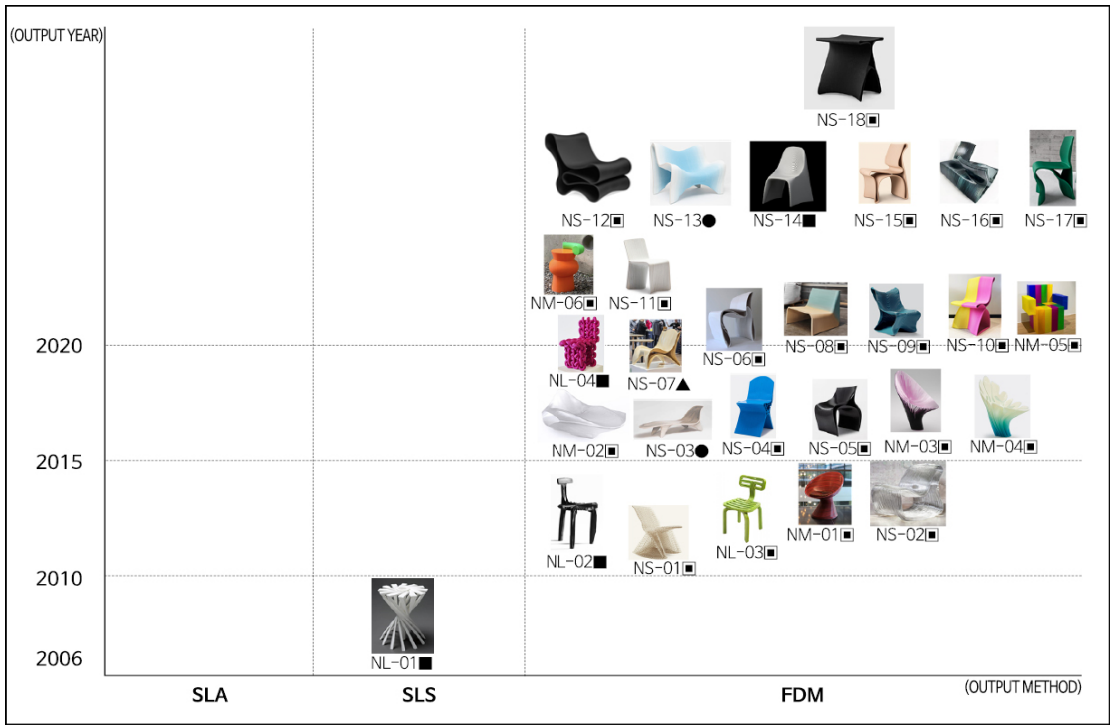 (OUTPUT YEAR)
NS-18▣
NS-12▣ NS-13● NS-14■ NS-15▣ NS-16▣ NS-17▣
NM-06▣ NS-11▣
2020 NS-06▣ NS-08▣ NS-09▣ NS-10▣ NM-05▣
NL-04■ NS-07▲
NM-02▣ NS-03● NS-04▣ NS-05▣ NM-03▣ NM-04▣
2015
NL-02■ NS-01▣ NL-03▣ NM-01▣ NS-02▣
2010
2006 NL-01■
SLA SLS FDM (OUTPUT METHOD)